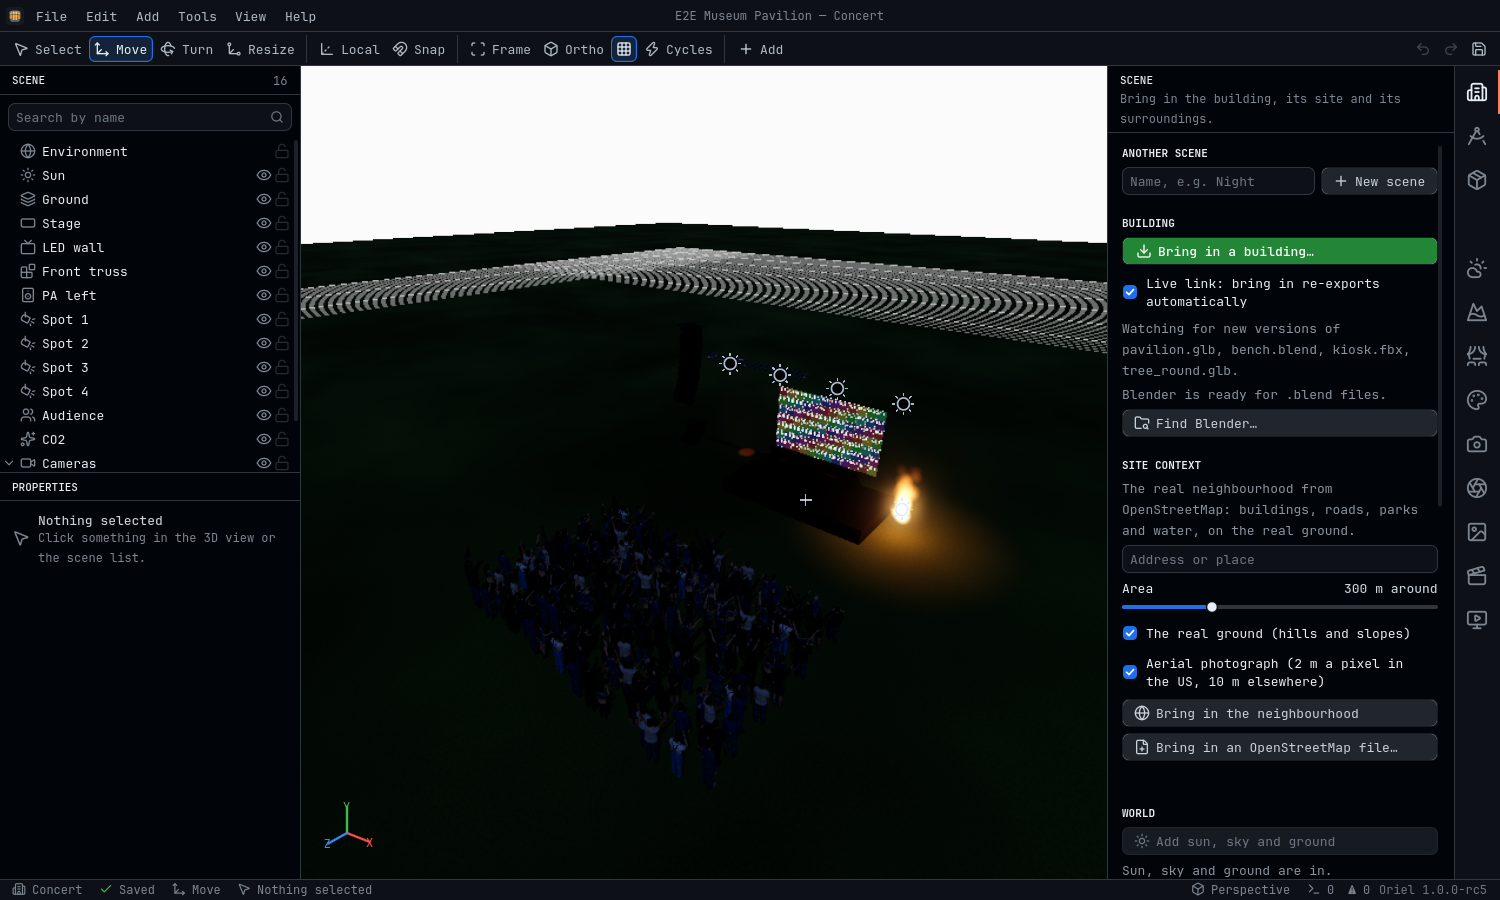 File Edit Add Tools View Help
E2E Museum Pavilion — Concert
Select Move Turn Resize Local Snap Frame Ortho Cycles Add
SCENE 16
Search by name
Environment
Sun
Ground
Stage
LED wall
Front truss
PA left
Spot 1
Spot 2
Spot 3
Spot 4
Audience
CO2
Cameras
PROPERTIES
Nothing selected
Click something in the 3D view or
the scene list.
Y
Z X
SCENE
Bring in the building, its site and its
surroundings.
ANOTHER SCENE
Name, e.g. Night New scene
BUILDING
Bring in a building…
Live link: bring in re-exports
automatically
Watching for new versions of
pavilion.glb, bench.blend, kiosk.fbx,
tree_round.glb.
Blender is ready for .blend files.
Find Blender…
SITE CONTEXT
The real neighbourhood from
OpenStreetMap: buildings, roads, parks
and water, on the real ground.
Address or place
Area 300 m around
The real ground (hills and slopes)
Aerial photograph (2 m a pixel in
the US, 10 m elsewhere)
Bring in the neighbourhood
Bring in an OpenStreetMap file…
WORLD
Add sun, sky and ground
Sun, sky and ground are in.
Concert Saved Move Nothing selected
Perspective 0 0 Oriel 1.0.0-rc5